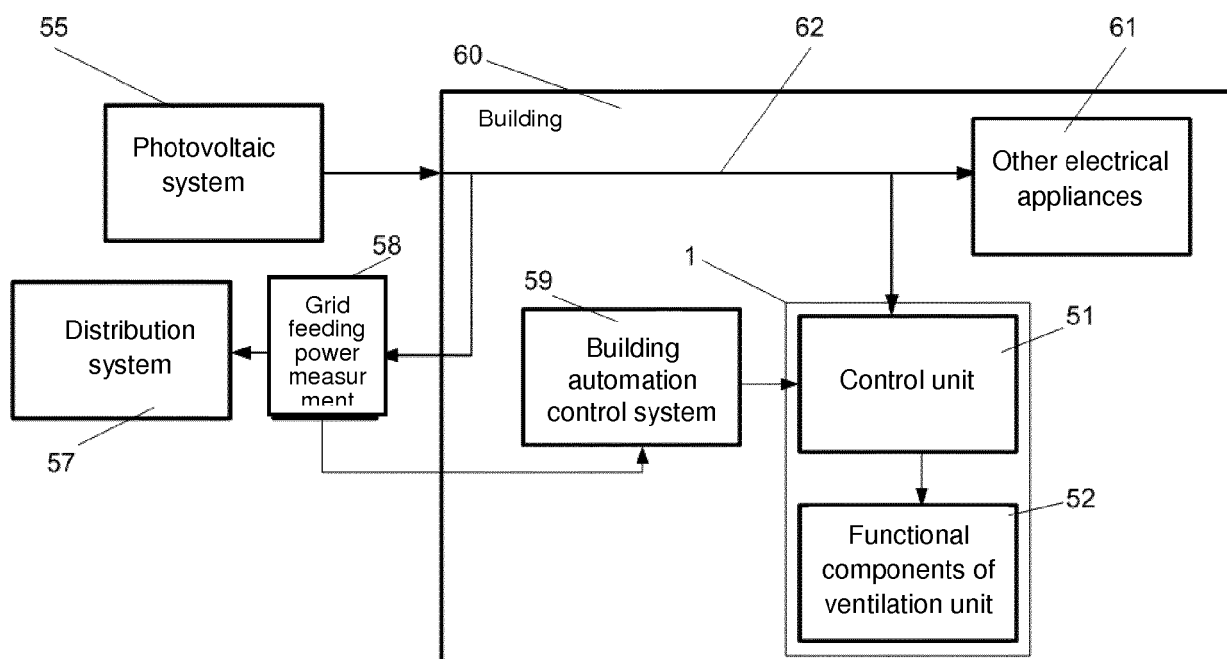 55
60
62
61
Building
Photovoltaic
system
Other electrical
appliances
58
1
59
51
Distribution
system
Grid
feeding
power
measur
ment
Building
automation
control system
Control unit
57
52
Functional
components of
ventilation unit